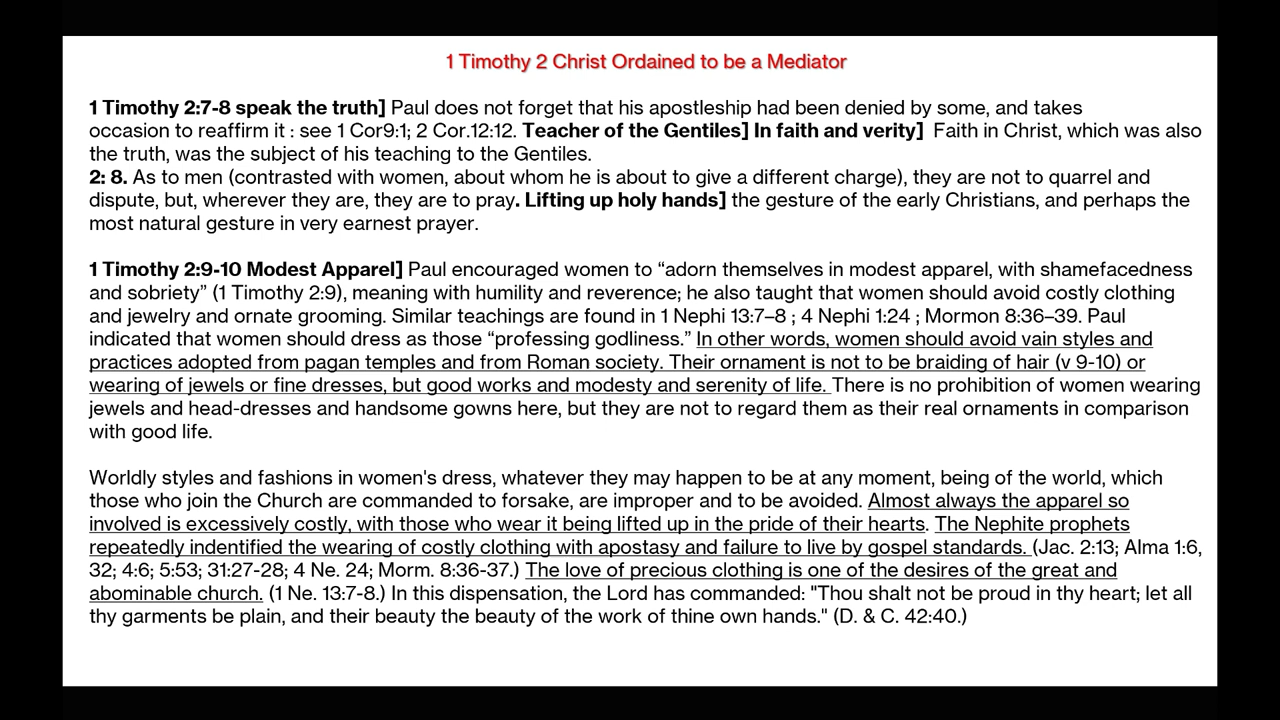 1 Timothy 2 Christ Ordained to be a Mediator
1 Timothy 2:7-8 speak the truth] Paul does not forget that his apostleship had been denied by some, and takes
occasion to reaffirm it : see 1 Cor9:1; 2 Cor.12:12. Teacher of the Gentiles] In faith and verity]  Faith in Christ, which was also
the truth, was the subject of his teaching to the Gentiles.
2: 8. As to men (contrasted with women, about whom he is about to give a different charge), they are not to quarrel and
dispute, but, wherever they are, they are to pray. Lifting up holy hands] the gesture of the early Christians, and perhaps the
most natural gesture in very earnest prayer.
1 Timothy 2:9-10 Modest Apparel] Paul encouraged women to “adorn themselves in modest apparel, with shamefacedness
and sobriety” (1 Timothy 2:9), meaning with humility and reverence; he also taught that women should avoid costly clothing
and jewelry and ornate grooming. Similar teachings are found in 1 Nephi 13:7–8 ; 4 Nephi 1:24 ; Mormon 8:36–39. Paul
indicated that women should dress as those “professing godliness.” In other words, women should avoid vain styles and
practices adopted from pagan temples and from Roman society. Their ornament is not to be braiding of hair (v 9-10) or
wearing of jewels or fine dresses, but good works and modesty and serenity of life. There is no prohibition of women wearing
jewels and head-dresses and handsome gowns here, but they are not to regard them as their real ornaments in comparison
with good life.
Worldly styles and fashions in women's dress, whatever they may happen to be at any moment, being of the world, which
those who join the Church are commanded to forsake, are improper and to be avoided. Almost always the apparel so
involved is excessively costly, with those who wear it being lifted up in the pride of their hearts. The Nephite prophets
repeatedly indentified the wearing of costly clothing with apostasy and failure to live by gospel standards. (Jac. 2:13; Alma 1:6,
32; 4:6; 5:53; 31:27-28; 4 Ne. 24; Morm. 8:36-37.) The love of precious clothing is one of the desires of the great and
abominable church. (1 Ne. 13:7-8.) In this dispensation, the Lord has commanded: "Thou shalt not be proud in thy heart; let all
thy garments be plain, and their beauty the beauty of the work of thine own hands." (D. & C. 42:40.)